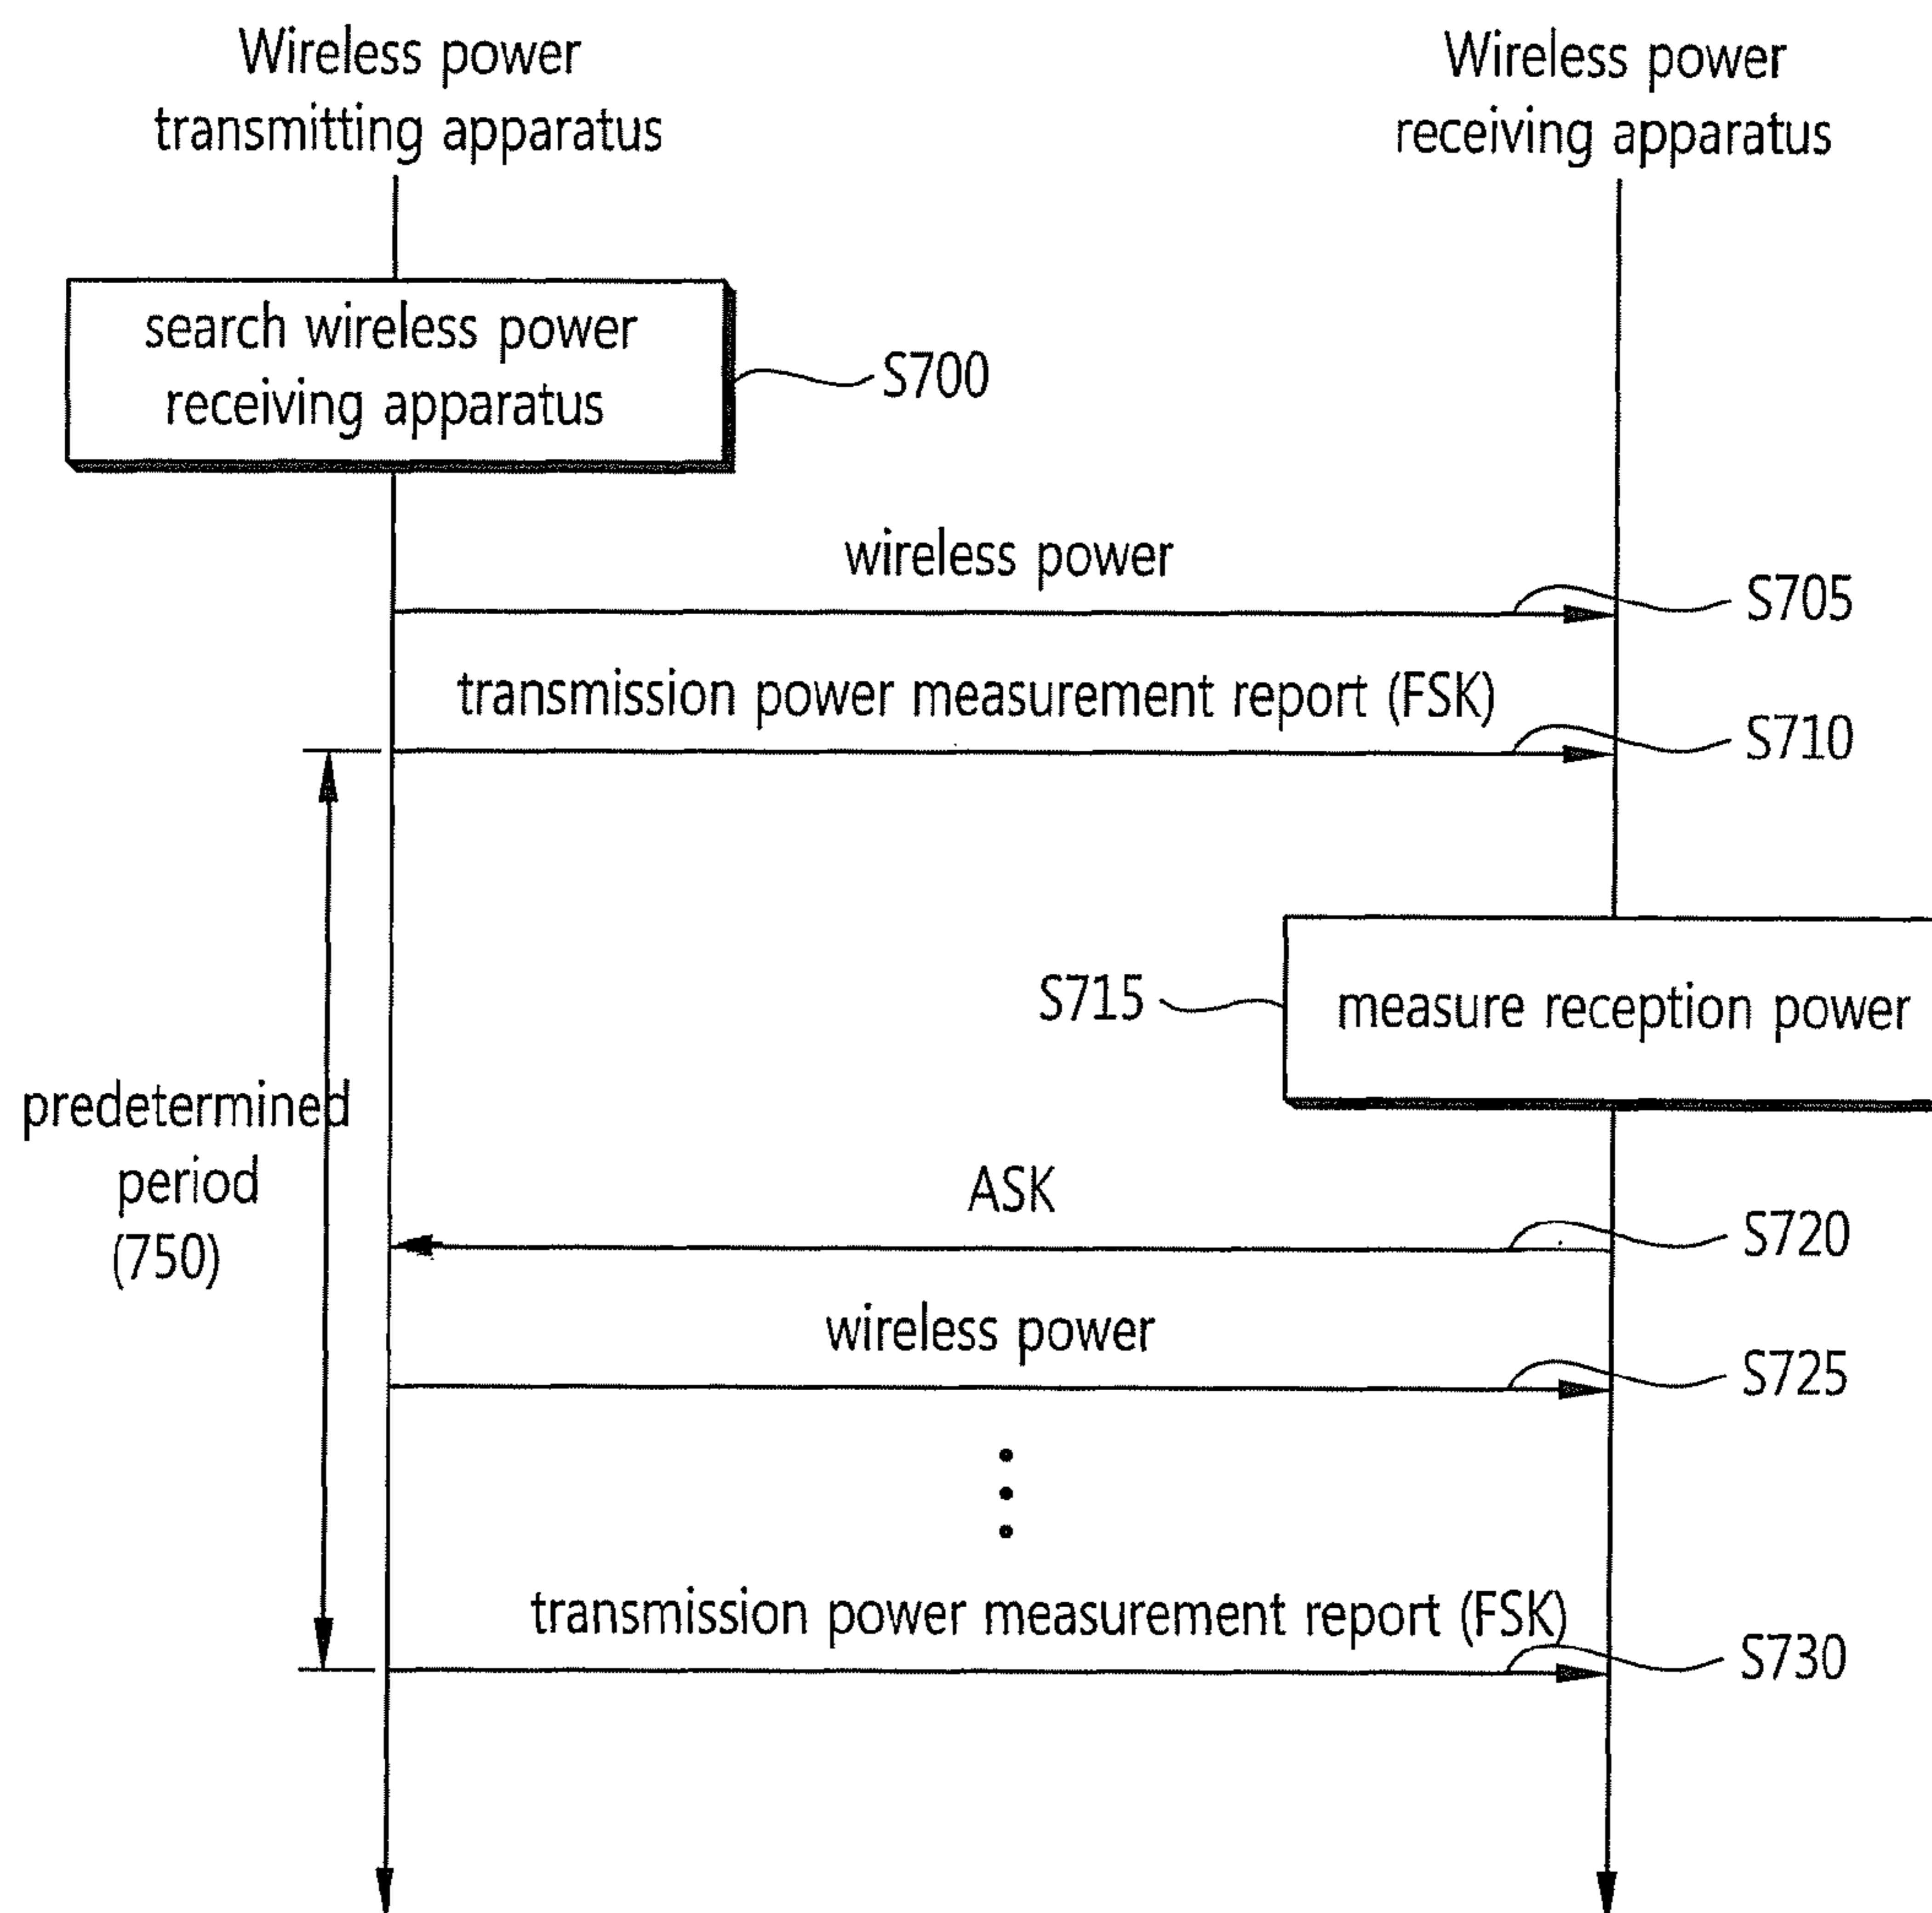 Wireless power
transmitting apparatus
Wireless power
receiving apparatus
search wireless power
receiving apparatus
S700
wireless power
S705
transmission power measurement report (FSK)
S710
S715
measure reception power
predetermined
period
(750)
ASK
S720
wireless power
S725
transmission power measurement report (FSK)
S730